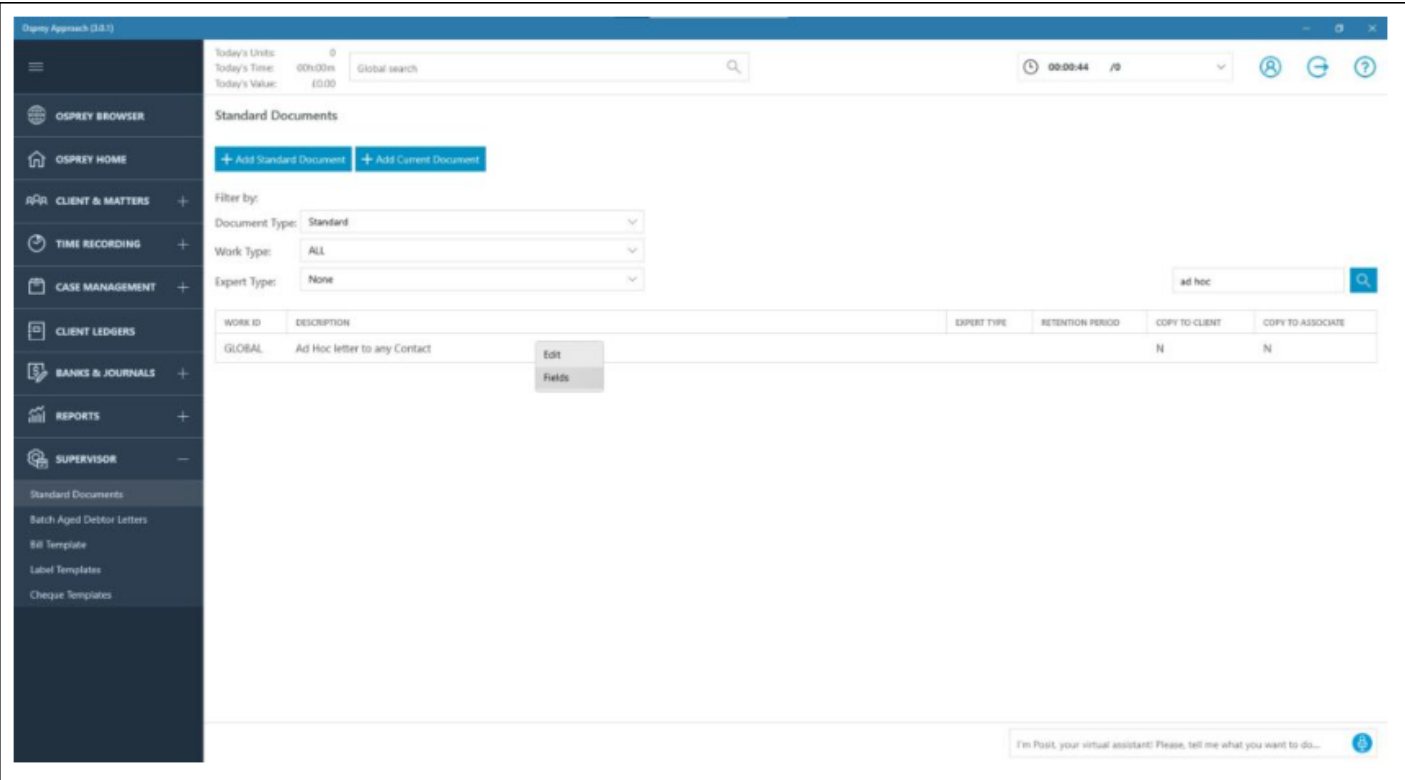 Osprey Approach (3.0.1)
Today's Units: 0
Today's Time: 00h:00m
Today's Value: £0.00
Global search
00:00:44 /0
OSPREY BROWSER
OSPREY HOME
CLIENT & MATTERS
TIME RECORDING
CASE MANAGEMENT
CLIENT LEDGERS
BANKS & JOURNALS
REPORTS
SUPERVISOR
Standard Documents
Batch Aged Debtor Letters
Bill Template
Label Templates
Cheque Templates
Standard Documents
+ Add Standard Document + Add Current Document
Filter by:
Document Type: Standard
Work Type: ALL
Expert Type: None
ad hoc
WORK ID DESCRIPTION EXPERT TYPE RETENTION PERIOD COPY TO CLIENT COPY TO ASSOCIATE
GLOBAL Ad Hoc letter to any Contact N N
Edit
Fields
I'm Posit, your virtual assistant! Please, tell me what you want to do...